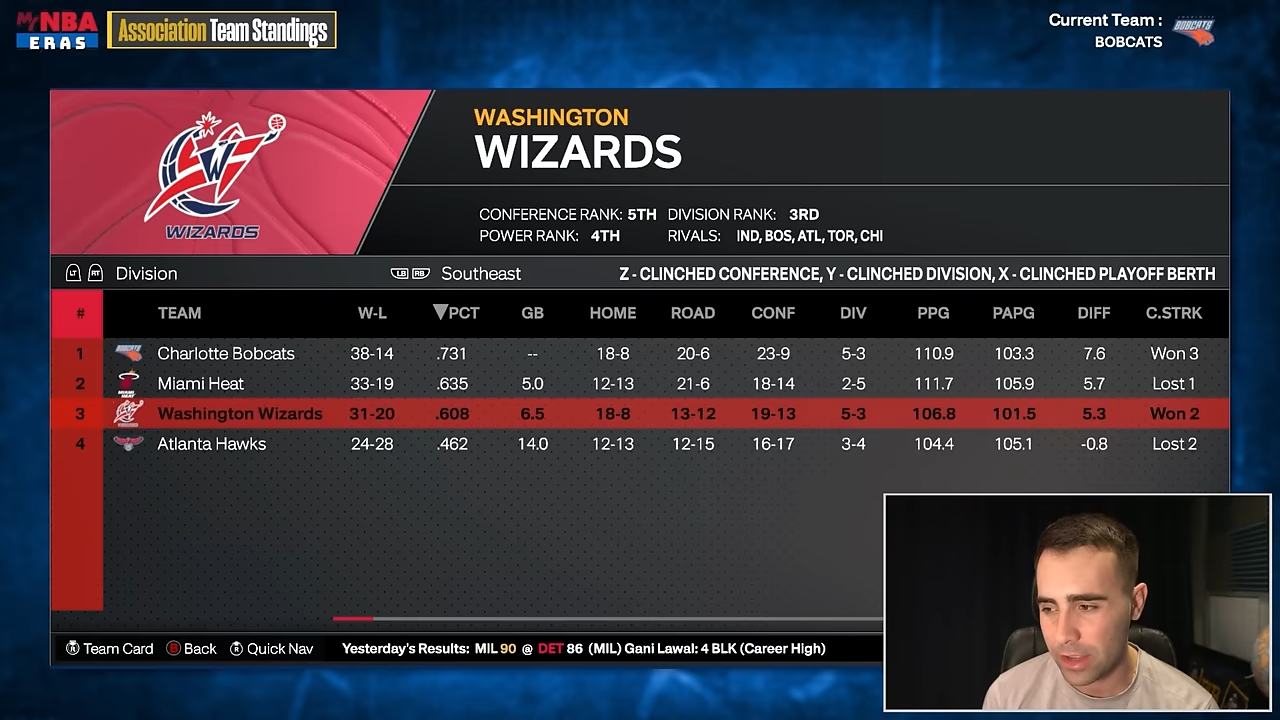 MyNBA
ERAS
Association Team Standings
Current Team :
BOBCATS
BOBCATS
WASHINGTON
WIZARDS
W
WIZARDS
CONFERENCE RANK: 5TH DIVISION RANK: 3RD
POWER RANK: 4TH RIVALS: IND, BOS, ATL, TOR, CHI
LT RT Division LB RB Southeast Z - CLINCHED CONFERENCE, Y - CLINCHED DIVISION, X - CLINCHED PLAYOFF BERTH
# TEAM W-L ▼PCT GB HOME ROAD CONF DIV PPG PAPG DIFF C.STRK
1 Charlotte Bobcats 38-14 .731 -- 18-8 20-6 23-9 5-3 110.9 103.3 7.6 Won 3
2 Miami Heat 33-19 .635 5.0 12-13 21-6 18-14 2-5 111.7 105.9 5.7 Lost 1
3 Washington Wizards 31-20 .608 6.5 18-8 13-12 19-13 5-3 106.8 101.5 5.3 Won 2
4 Atlanta Hawks 24-28 .462 14.0 12-13 12-15 16-17 3-4 104.4 105.1 -0.8 Lost 2
R Team Card B Back R Quick Nav Yesterday's Results: MIL 90 @ DET 86 (MIL) Gani Lawal: 4 BLK (Career High)